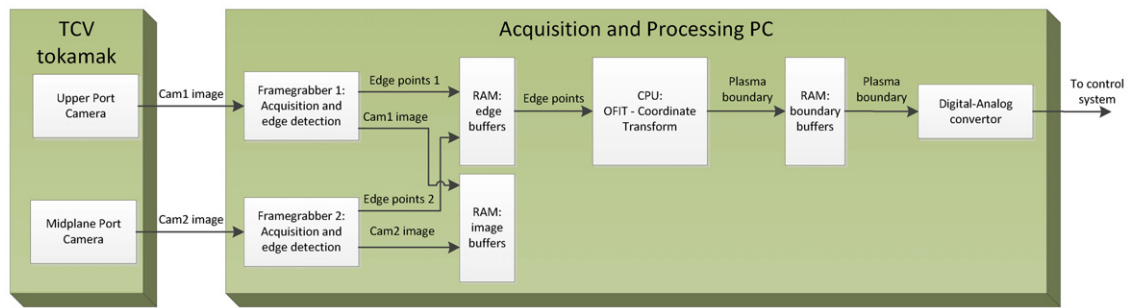 TCV
tokamak
Acquisition and Processing PC
Upper Port
Camera
Cam1 image
Framegrabber 1:
Acquisition and
edge detection
Edge points 1
Cam1 image
RAM:
edge
buffers
Edge points
CPU:
OFIT - Coordinate
Transform
Plasma
boundary
RAM:
boundary
buffers
Plasma
boundary
Digital-Analog
convertor
To control
system
Midplane Port
Camera
Cam2 image
Framegrabber 2:
Acquisition and
edge detection
Edge points 2
Cam2 image
RAM:
image
buffers